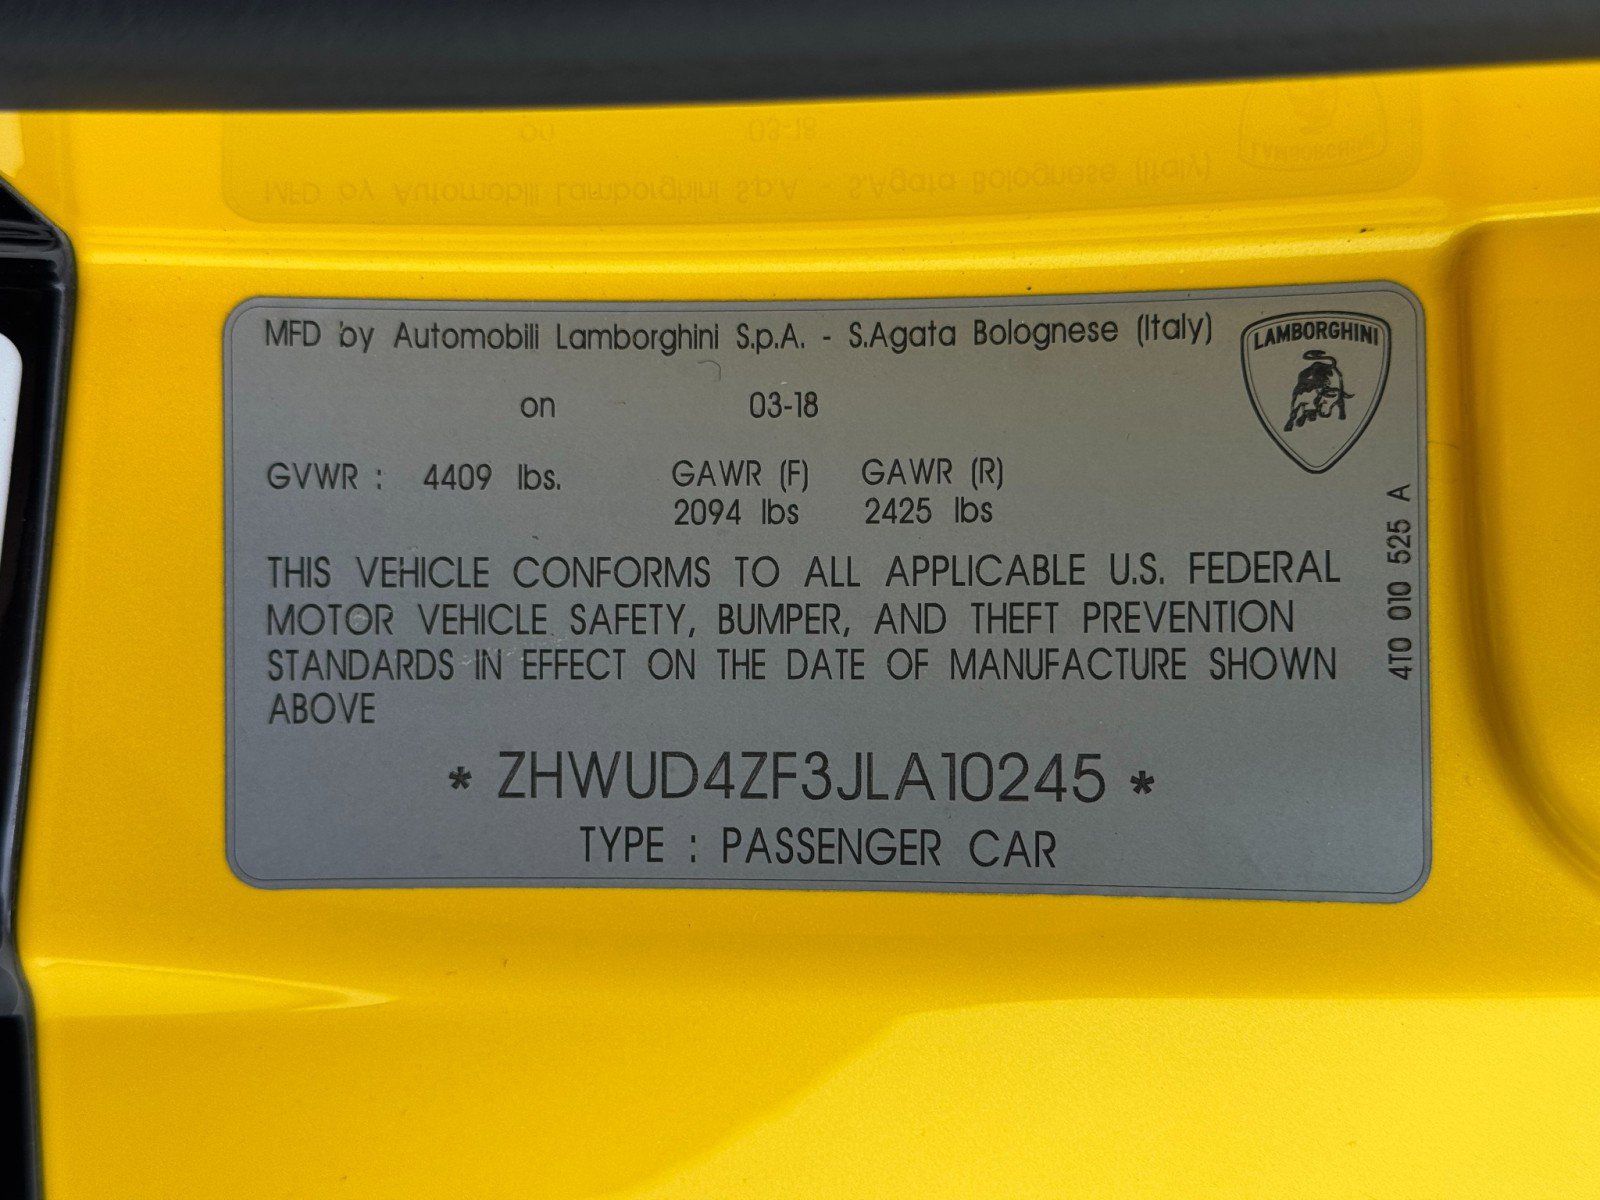 MFD by Automobili Lamborghini S.p.A. - S.Agata Bolognese (Italy)
LAMBORGHINI
on 03-18
GVWR : 4409 lbs. GAWR (F) GAWR (R)
2094 lbs 2425 lbs
THIS VEHICLE CONFORMS TO ALL APPLICABLE U.S. FEDERAL
MOTOR VEHICLE SAFETY, BUMPER, AND THEFT PREVENTION
STANDARDS IN EFFECT ON THE DATE OF MANUFACTURE SHOWN
ABOVE
* ZHWUD4ZF3JLA10245 *
TYPE : PASSENGER CAR
4T0 010 525 A